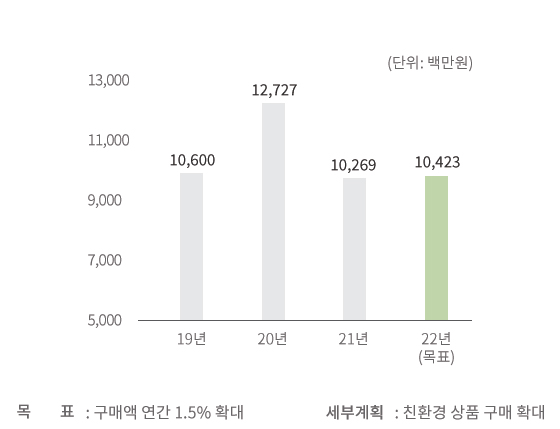 (단위: 백만원)
13,000
12,727
11,000
10,600
10,269
10,423
9,000
7,000
5,000
19년
20년
21년
22년
(목표)
목 표 : 구매액 연간 1.5% 확대
세부계획 : 친환경 상품 구매 확대